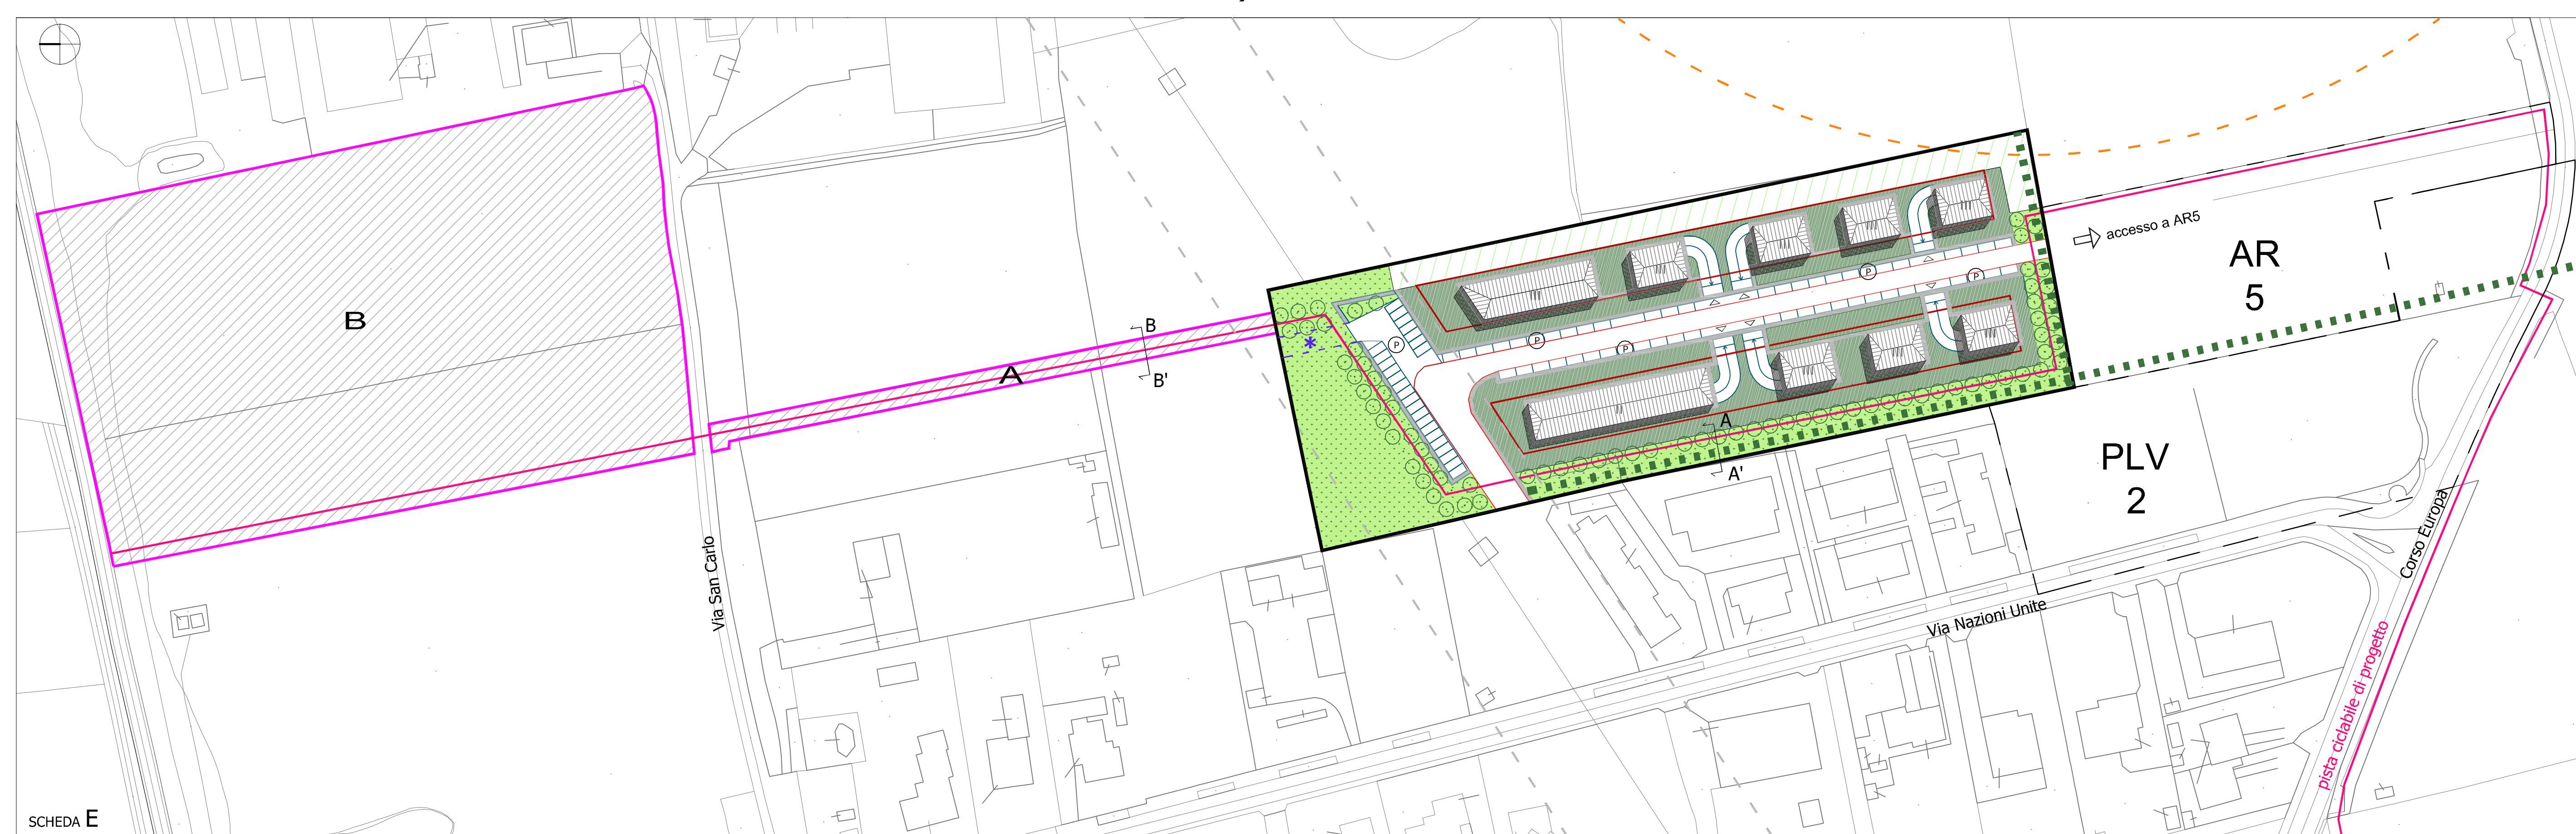 B
A
B
B'
Via San Carlo
*
P
P
P
P
P
A
A'
accesso a AR5
AR
5
PLV
2
Corso Europa
Via Nazioni Unite
pista ciclabile di progetto
SCHEDA E